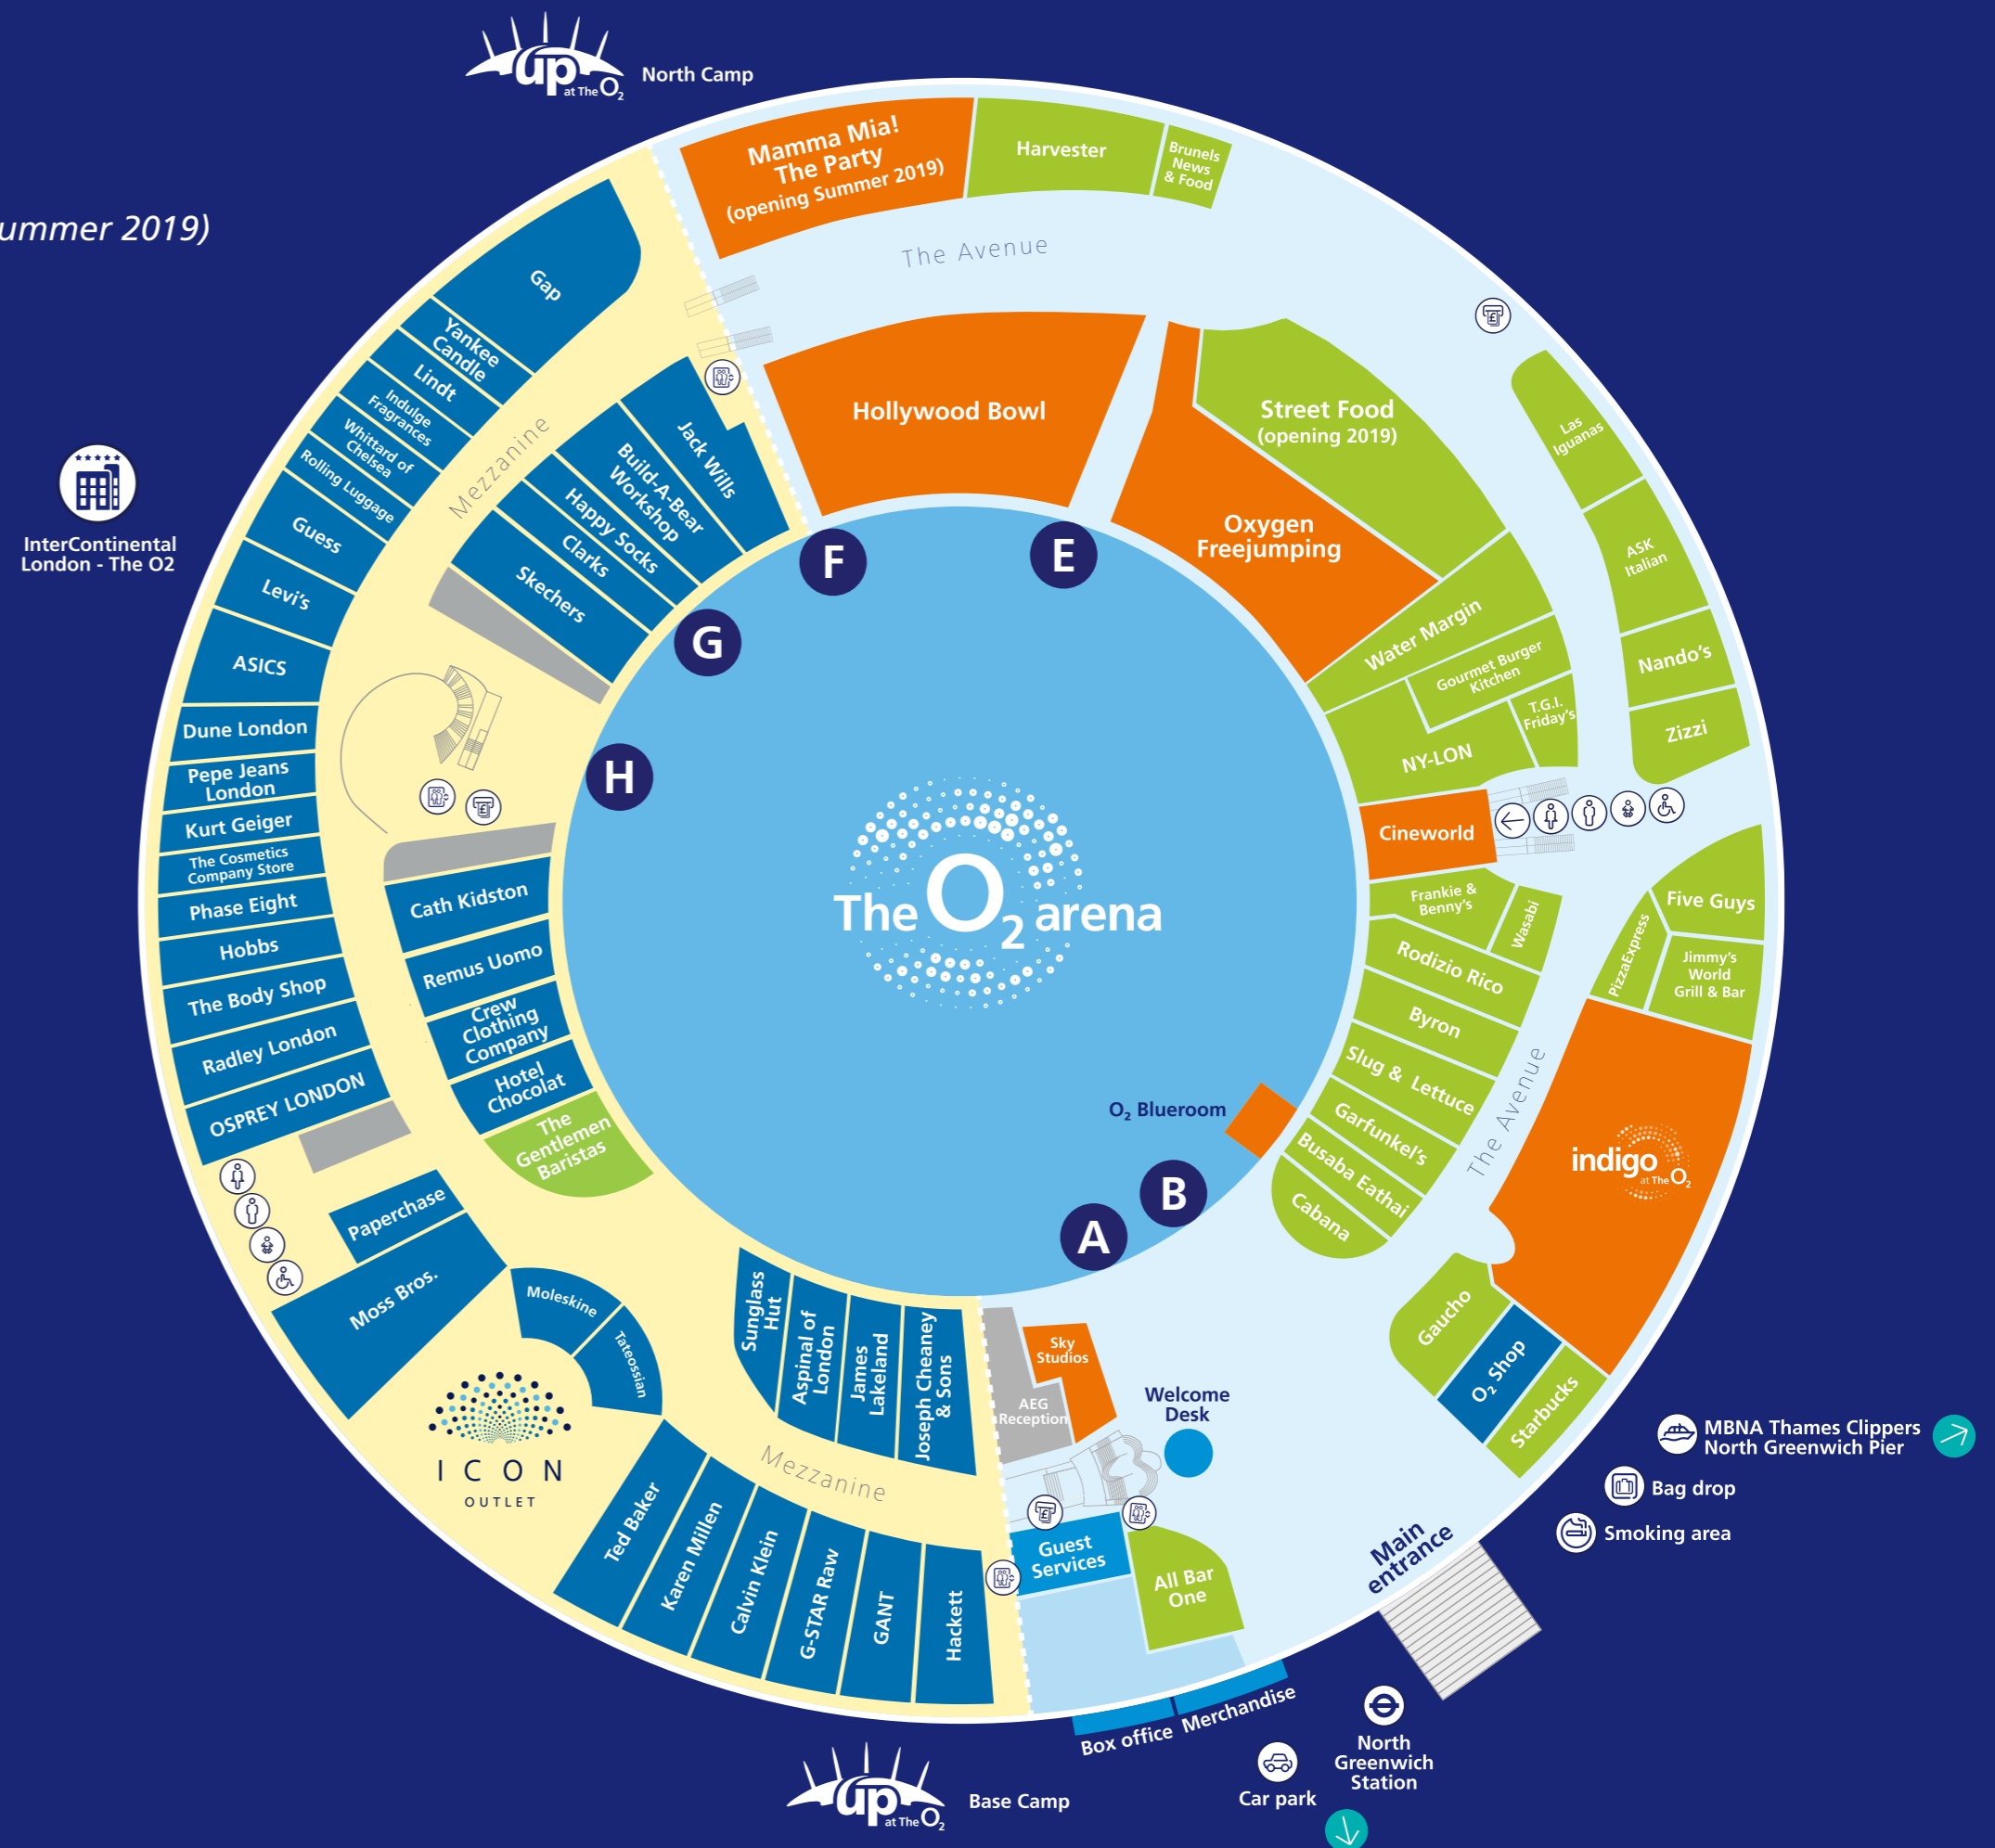 up
at The O2
North Camp
ummer 2019)
Mamma Mia!
The Party
(opening Summer 2019)
Harvester
Brunels
News
& Food
The Avenue
Gap
Yankee
Candle
Lindt
Indulge
Fragrances
Whittard of
Chelsea
Rolling Luggage
Guess
Levi's
ASICS
Dune London
Pepe Jeans
London
Kurt Geiger
The Cosmetics
Company Store
Phase Eight
Hobbs
The Body Shop
Radley London
OSPREY LONDON
Mezzanine
Jack Wills
Build-A-Bear
Workshop
Happy Socks
Clarks
Skechers
InterContinental
London - The O2
Hollywood Bowl
Street Food
(opening 2019)
Oxygen
Freejumping
Las
Iguanas
ASK
Italian
Nando's
Zizzi
Water Margin
Gourmet Burger
Kitchen
T.G.I.
Friday's
NY-LON
Cineworld
F
E
G
H
The O2 arena
Cath Kidston
Remus Uomo
Crew
Clothing
Company
Hotel
Chocolat
The
Gentlemen
Baristas
Frankie &
Benny's
Wasabi
Rodizio Rico
Byron
Slug & Lettuce
Garfunkel's
Busaba Eathai
Cabana
PizzaExpress
Five Guys
Jimmy's
World
Grill & Bar
The Avenue
indigo
at The O2
O2 Blueroom
B
A
Gaucho
O2 Shop
Starbucks
Paperchase
Moss Bros.
Moleskine
Tateossian
ICON
OUTLET
Sunglass
Hut
Aspinal of
London
James
Lakeland
Joseph Cheaney
& Sons
Mezzanine
Ted Baker
Karen Millen
Calvin Klein
G-STAR Raw
GANT
Hackett
Sky
Studios
AEG
Reception
Welcome
Desk
£
£
£
Guest
Services
All Bar
One
MBNA Thames Clippers
North Greenwich Pier
Bag drop
Smoking area
Main
entrance
Box office
Merchandise
North
Greenwich
Station
Car park
up
at The O2
Base Camp